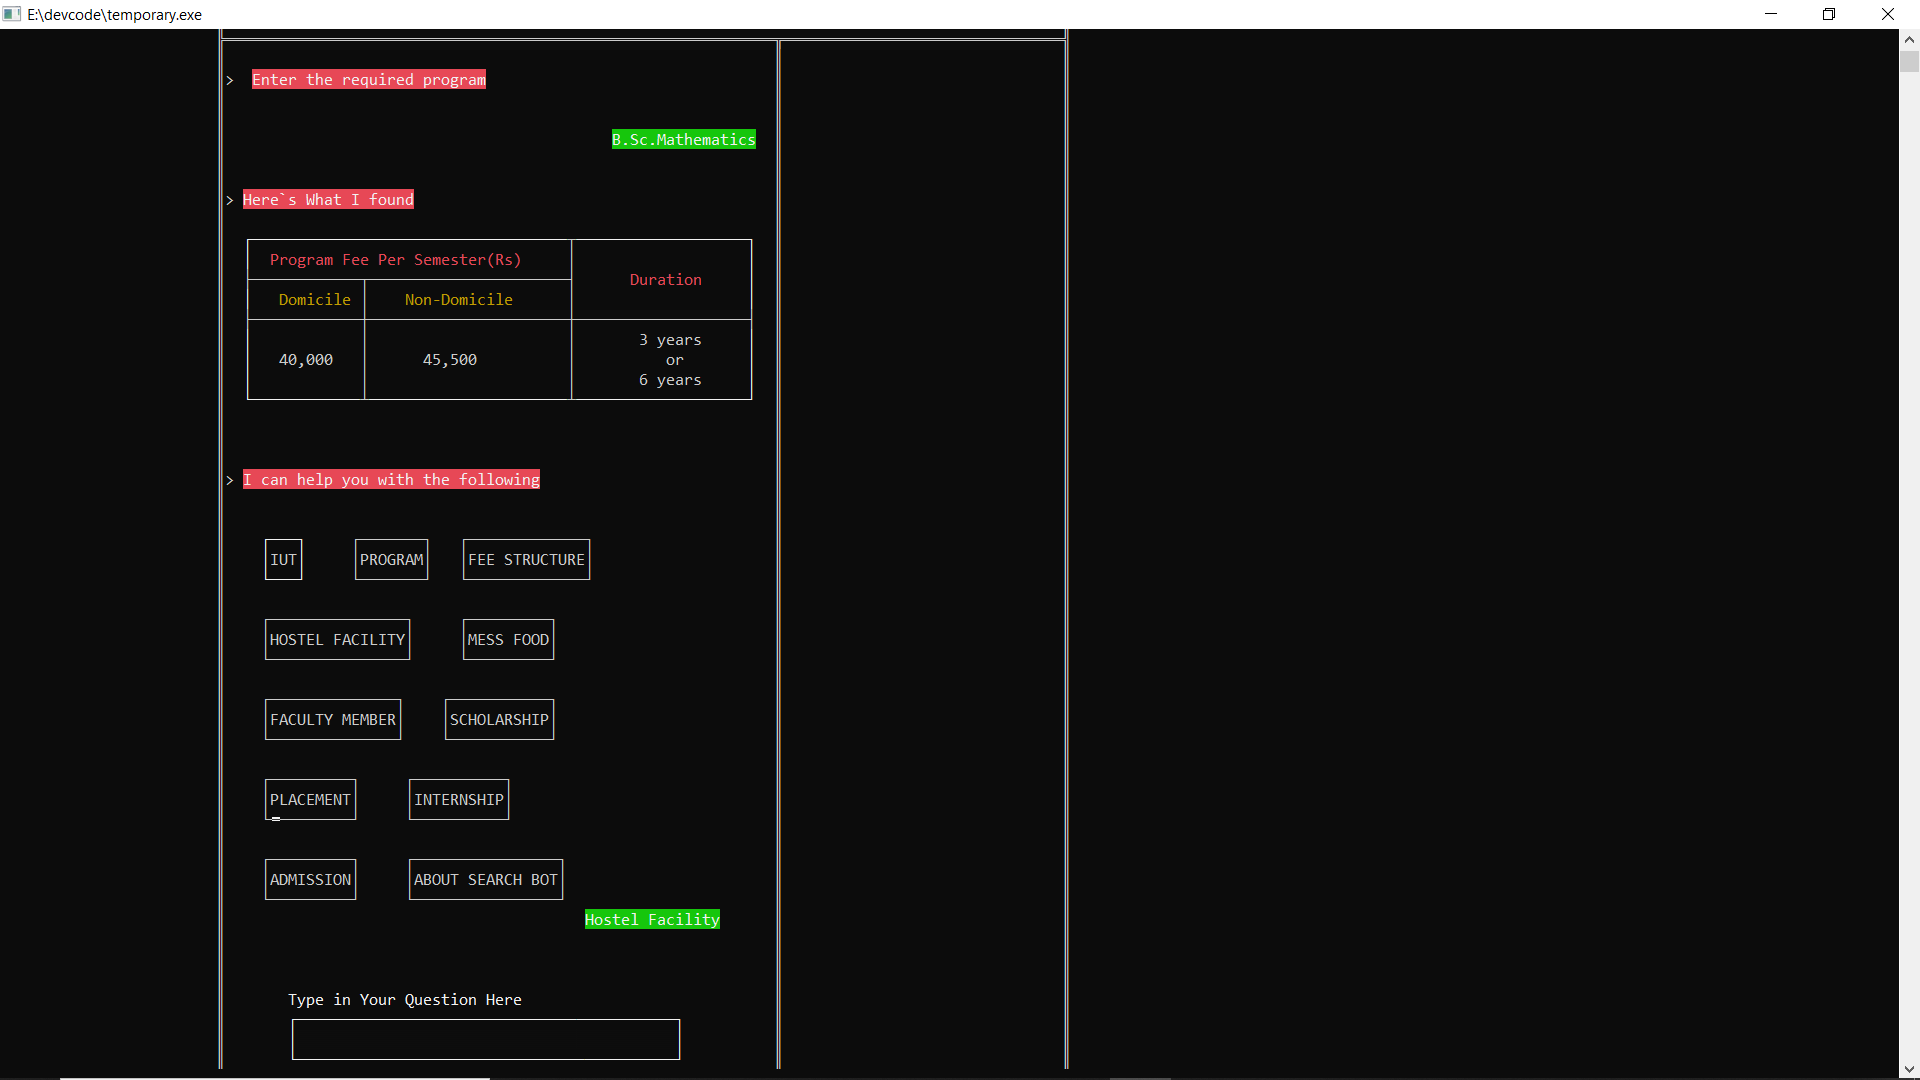 E:\devcode\temporary.exe
> Enter the required program
B.Sc.Mathematics
> Here`s What I found
Program Fee Per Semester(Rs)
Duration
Domicile Non-Domicile
3 years
40,000 45,500 or
6 years
> I can help you with the following
IUT PROGRAM FEE STRUCTURE
HOSTEL FACILITY MESS FOOD
FACULTY MEMBER SCHOLARSHIP
PLACEMENT INTERNSHIP
ADMISSION ABOUT SEARCH BOT
Hostel Facility
Type in Your Question Here